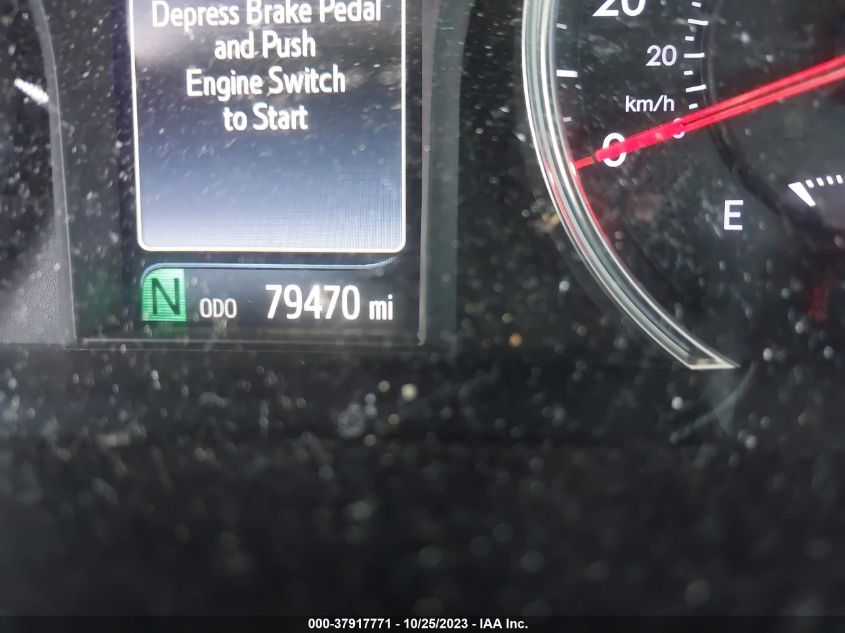 Depress Brake Pedal
and Push
Engine Switch
to Start
20
20
km/h
0
0
E
N ODO 79470 mi
000-37917771 - 10/25/2023 - IAA Inc.